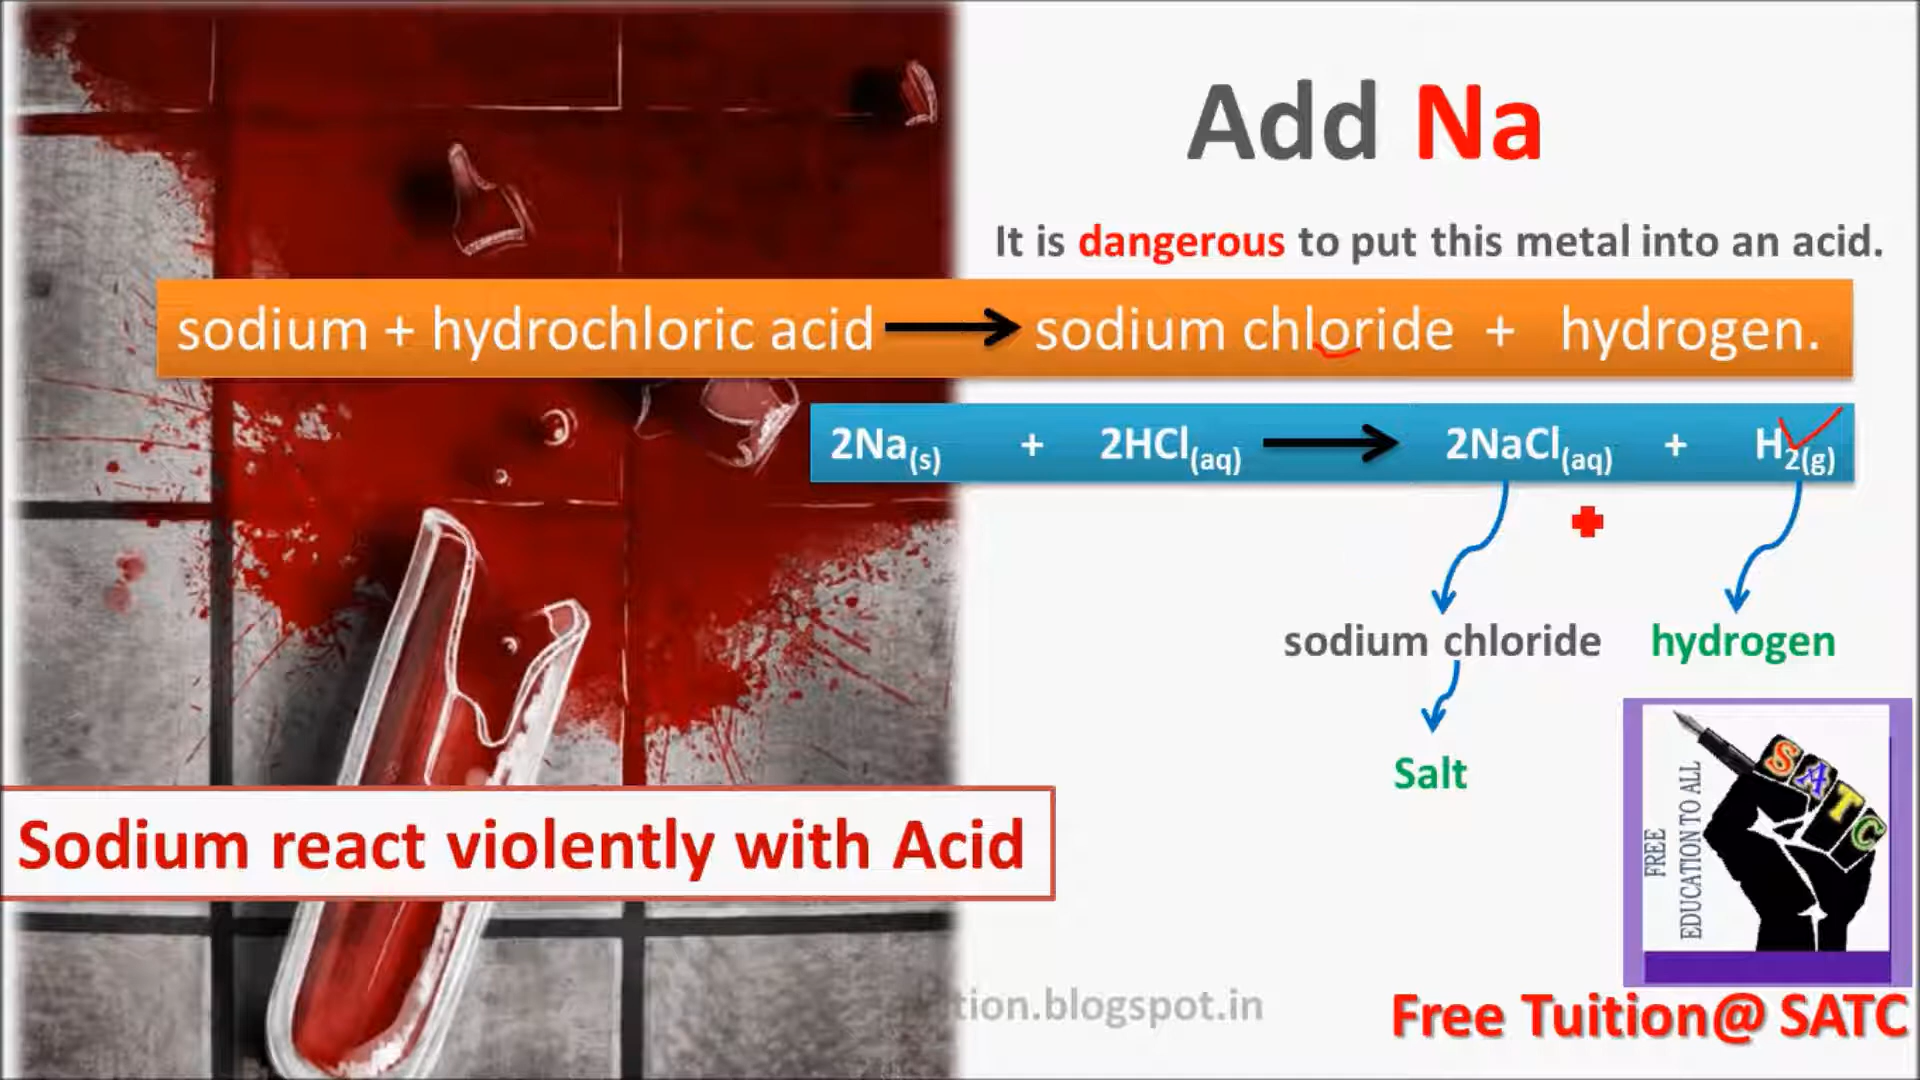 Add Na
It is dangerous to put this metal into an acid.
sodium + hydrochloric acid → sodium chloride + hydrogen.
2Na(s) + 2HCl(aq) → 2NaCl(aq) + H2(g)
sodium chloride hydrogen
Salt
Sodium react violently with Acid
SATC
FREE
EDUCATION TO ALL
tion.blogspot.in
Free Tuition@ SATC